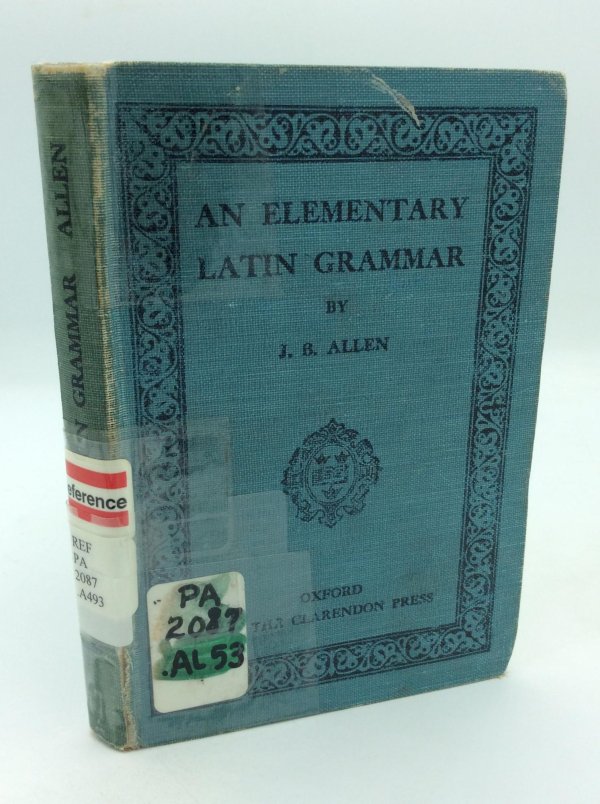 AN ELEMENTARY
LATIN GRAMMAR
BY
J. B. ALLEN
OXFORD
THE CLARENDON PRESS
GRAMMAR ALLEN
eference
REF
PA
2087
.A493
PA
2087
.AL53